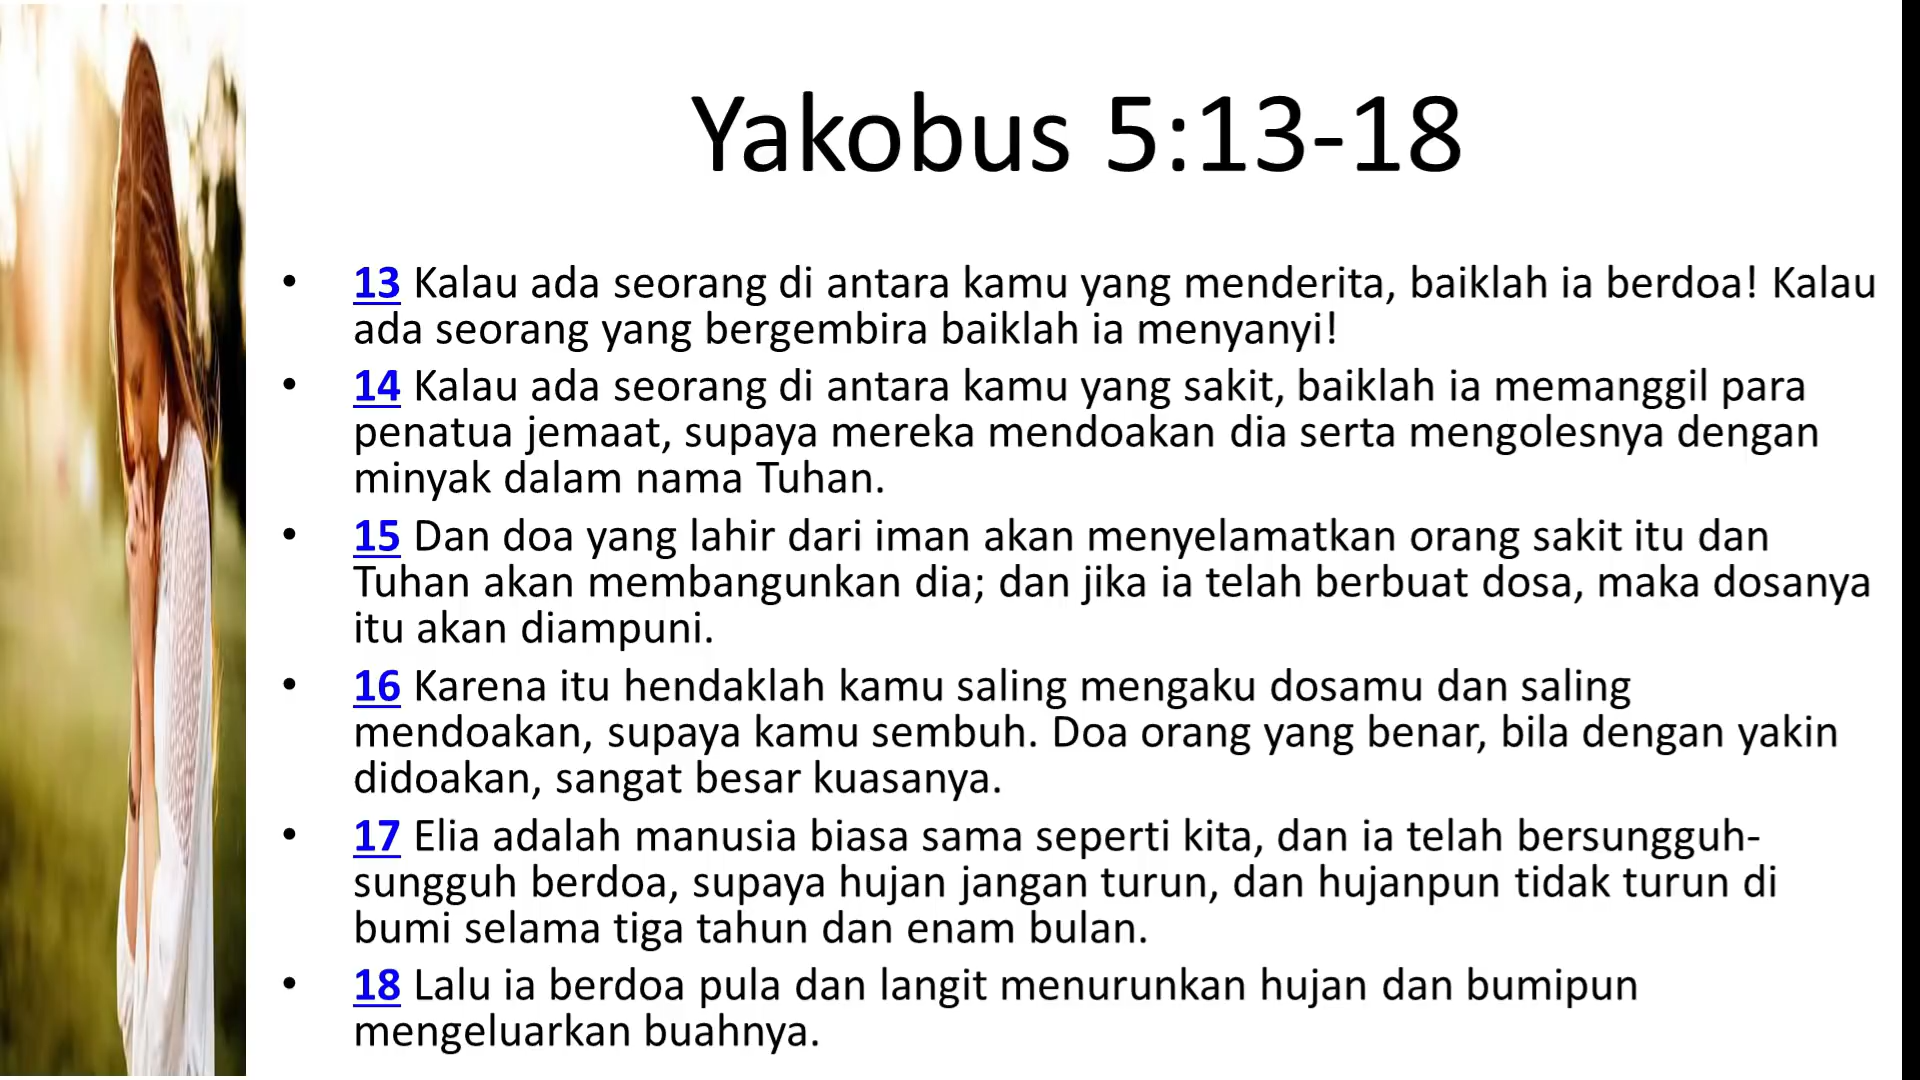 Yakobus 5:13-18
• 13 Kalau ada seorang di antara kamu yang menderita, baiklah ia berdoa! Kalau
ada seorang yang bergembira baiklah ia menyanyi!
• 14 Kalau ada seorang di antara kamu yang sakit, baiklah ia memanggil para
penatua jemaat, supaya mereka mendoakan dia serta mengolesnya dengan
minyak dalam nama Tuhan.
• 15 Dan doa yang lahir dari iman akan menyelamatkan orang sakit itu dan
Tuhan akan membangunkan dia; dan jika ia telah berbuat dosa, maka dosanya
itu akan diampuni.
• 16 Karena itu hendaklah kamu saling mengaku dosamu dan saling
mendoakan, supaya kamu sembuh. Doa orang yang benar, bila dengan yakin
didoakan, sangat besar kuasanya.
• 17 Elia adalah manusia biasa sama seperti kita, dan ia telah bersungguh-
sungguh berdoa, supaya hujan jangan turun, dan hujanpun tidak turun di
bumi selama tiga tahun dan enam bulan.
• 18 Lalu ia berdoa pula dan langit menurunkan hujan dan bumipun
mengeluarkan buahnya.